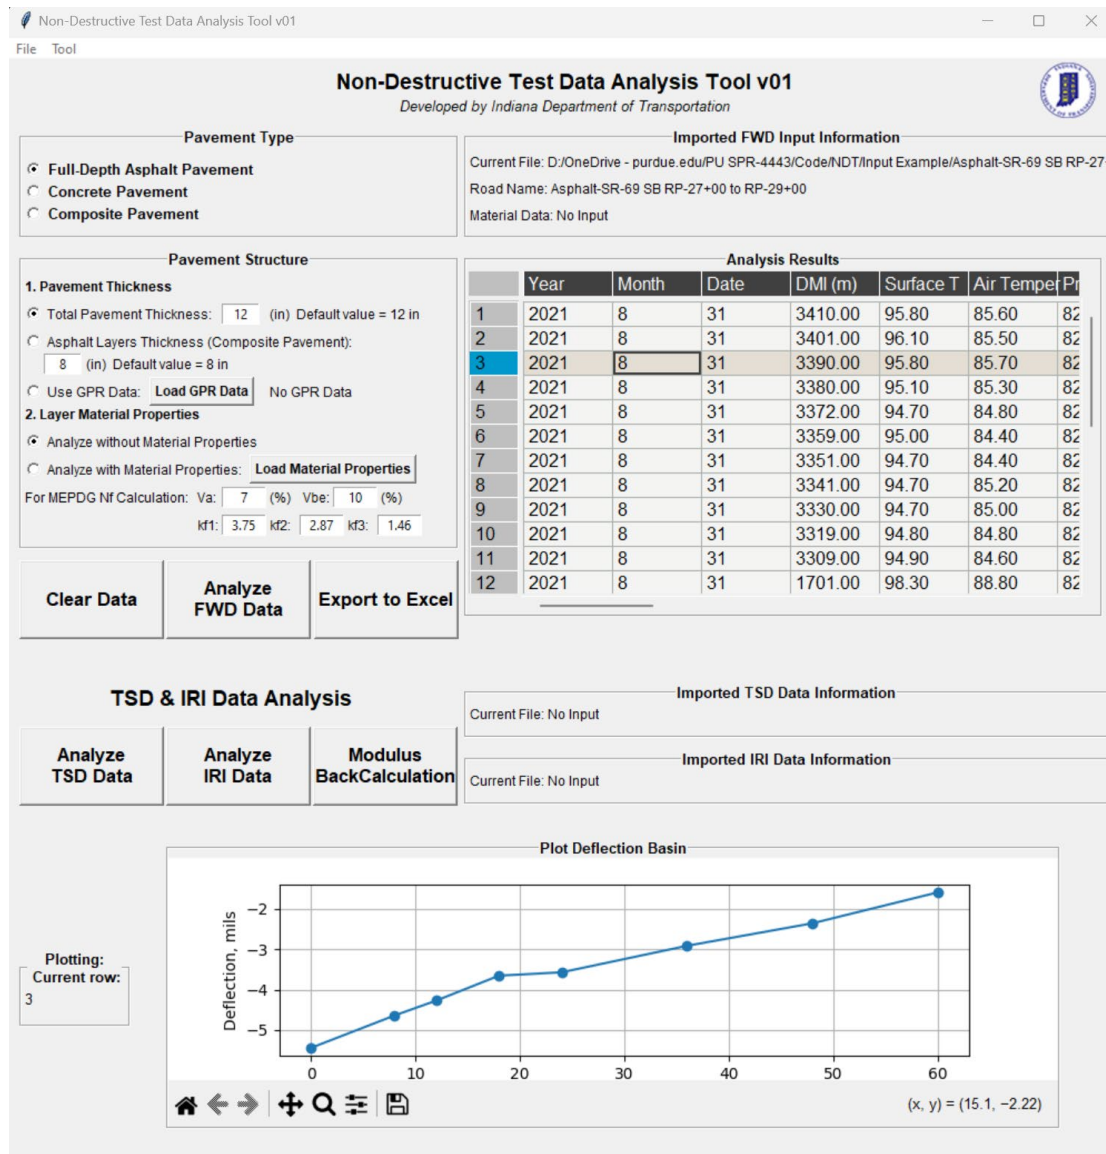 Non-Destructive Test Data Analysis Tool v01
File Tool
Non-Destructive Test Data Analysis Tool v01
Developed by Indiana Department of Transportation
Pavement Type
Full-Depth Asphalt Pavement
Concrete Pavement
Composite Pavement
Imported FWD Input Information
Current File: D:/OneDrive - purdue.edu/PU SPR-4443/Code/NDT/Input Example/Asphalt-SR-69 SB RP-27+
Road Name: Asphalt-SR-69 SB RP-27+00 to RP-29+00
Material Data: No Input
Pavement Structure
1. Pavement Thickness
Total Pavement Thickness: 12 (in) Default value = 12 in
Asphalt Layers Thickness (Composite Pavement):
8 (in) Default value = 8 in
Use GPR Data: Load GPR Data No GPR Data
2. Layer Material Properties
Analyze without Material Properties
Analyze with Material Properties: Load Material Properties
For MEPDG Nf Calculation: Va: 7 (%) Vbe: 10 (%)
kf1: 3.75 kf2: 2.87 kf3: 1.46
Analysis Results
Year Month Date DMI (m) Surface T Air Temper Pr
1 2021 8 31 3410.00 95.80 85.60 82
2 2021 8 31 3401.00 96.10 85.50 82
3 2021 8 31 3390.00 95.80 85.70 82
4 2021 8 31 3380.00 95.10 85.30 82
5 2021 8 31 3372.00 94.70 84.80 82
6 2021 8 31 3359.00 95.00 84.40 82
7 2021 8 31 3351.00 94.70 84.40 82
8 2021 8 31 3341.00 94.70 85.20 82
9 2021 8 31 3330.00 94.70 85.00 82
10 2021 8 31 3319.00 94.80 84.80 82
11 2021 8 31 3309.00 94.90 84.60 82
12 2021 8 31 1701.00 98.30 88.80 82
Clear Data
Analyze
FWD Data
Export to Excel
TSD & IRI Data Analysis
Analyze
TSD Data
Analyze
IRI Data
Modulus
BackCalculation
Imported TSD Data Information
Current File: No Input
Imported IRI Data Information
Current File: No Input
Plot Deflection Basin
Plotting:
Current row:
3
Deflection, mils
−2
−3
−4
−5
0 10 20 30 40 50 60
(x, y) = (15.1, −2.22)